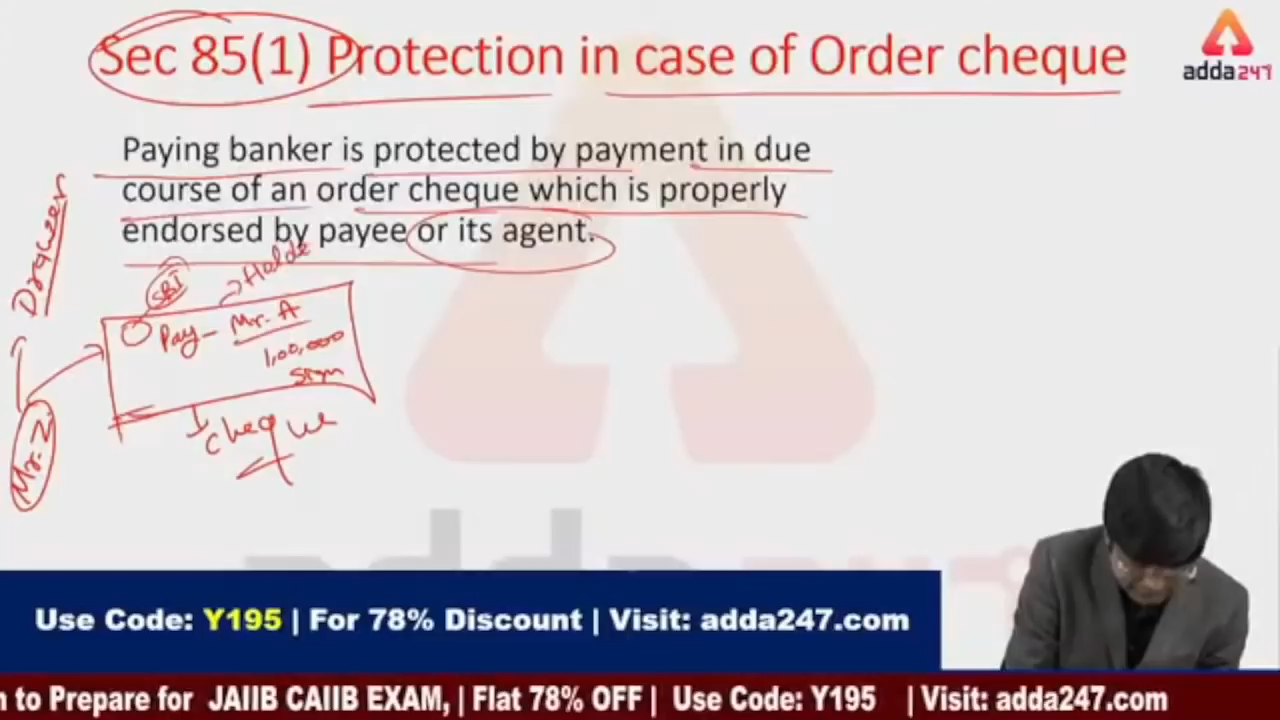 Sec 85(1) Protection in case of Order cheque
adda247
Paying banker is protected by payment in due
course of an order cheque which is properly
endorsed by payee or its agent.
Drawer
SBI
Holde
Pay - Mr. A
1,00,000
Sign
Cheque
Mr. Z.
Use Code: Y195 | For 78% Discount | Visit: adda247.com
n to Prepare for JAIIB CAIIB EXAM, | Flat 78% OFF | Use Code: Y195 | Visit: adda247.com